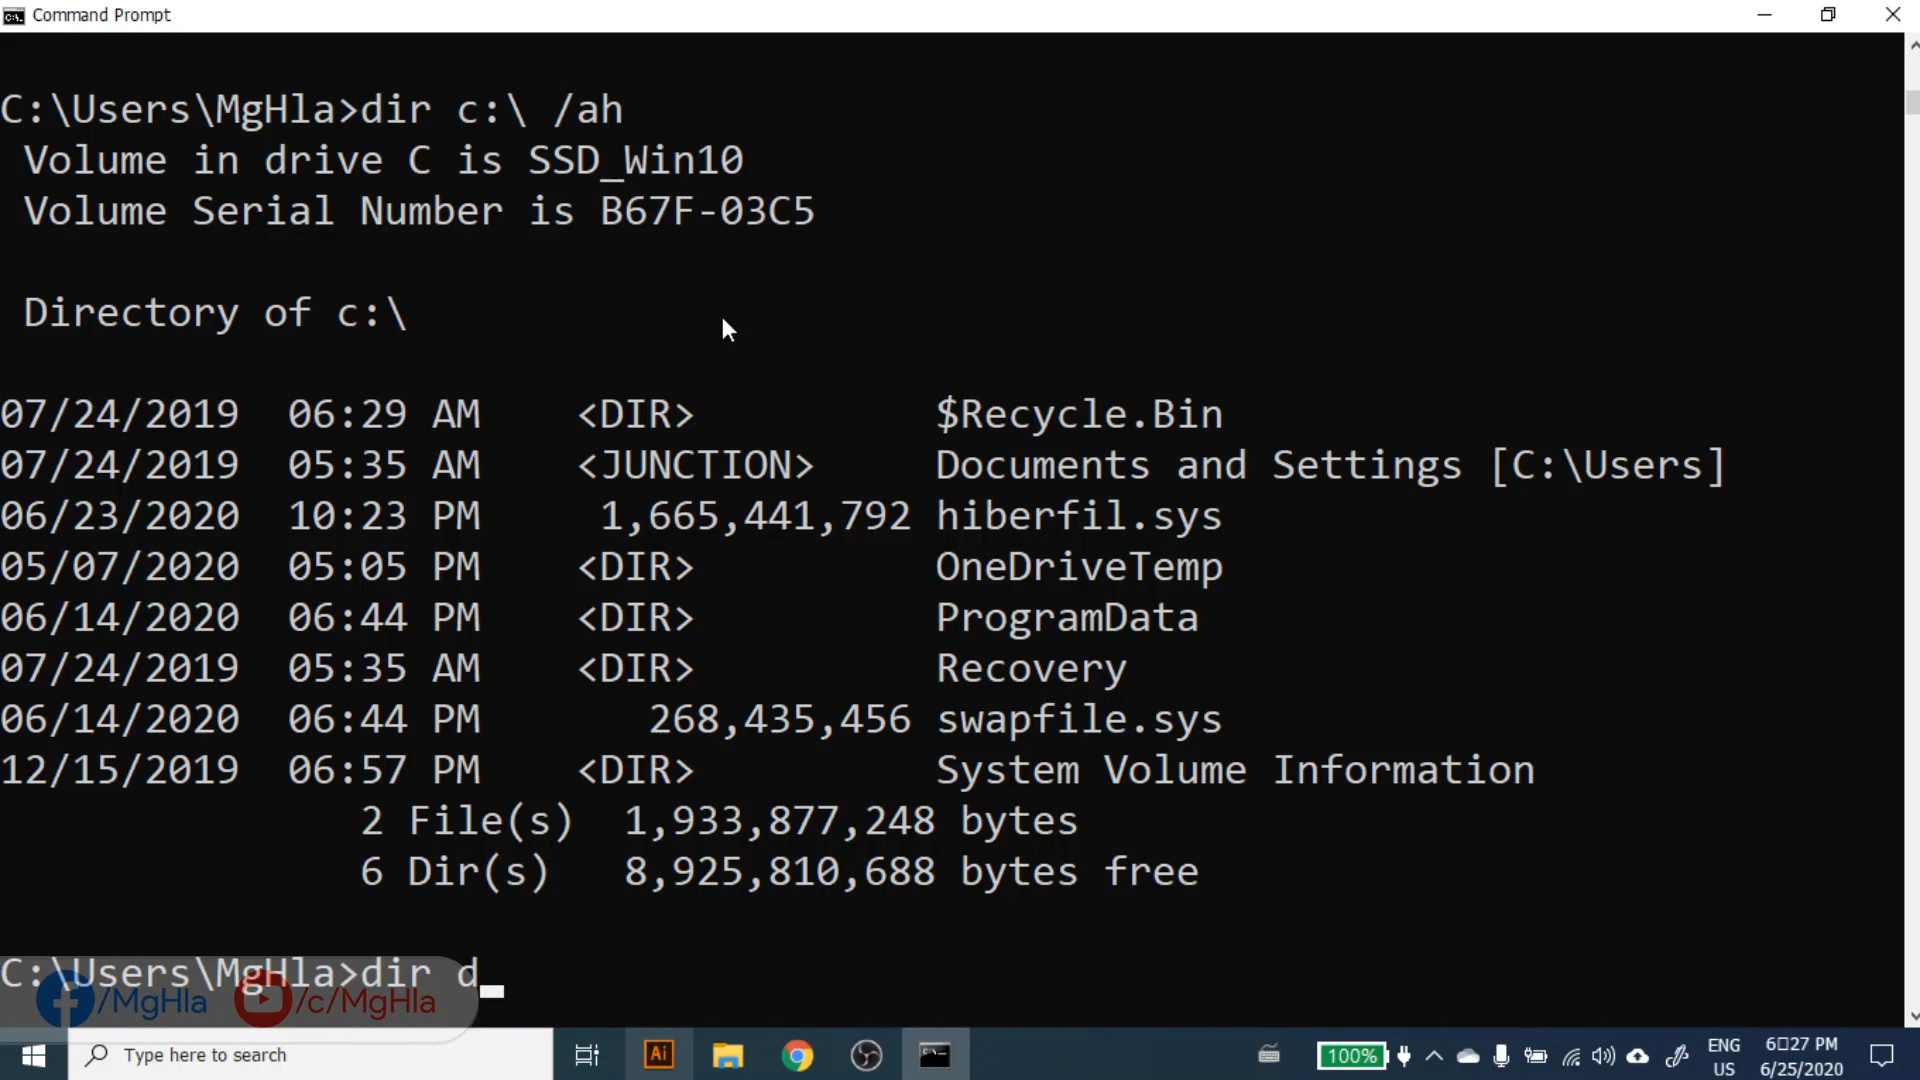 Command Prompt
C:\Users\MgHla>dir c:\ /ah
Volume in drive C is SSD_Win10
Volume Serial Number is B67F-03C5
Directory of c:\
07/24/2019 06:29 AM <DIR> $Recycle.Bin
07/24/2019 05:35 AM <JUNCTION> Documents and Settings [C:\Users]
06/23/2020 10:23 PM 1,665,441,792 hiberfil.sys
05/07/2020 05:05 PM <DIR> OneDriveTemp
06/14/2020 06:44 PM <DIR> ProgramData
07/24/2019 05:35 AM <DIR> Recovery
06/14/2020 06:44 PM 268,435,456 swapfile.sys
12/15/2019 06:57 PM <DIR> System Volume Information
2 File(s) 1,933,877,248 bytes
6 Dir(s) 8,925,810,688 bytes free
C:\Users\MgHla>dir d_
/MgHla /c/MgHla
Type here to search
Ai
100%
ENG
US
6□27 PM
6/25/2020